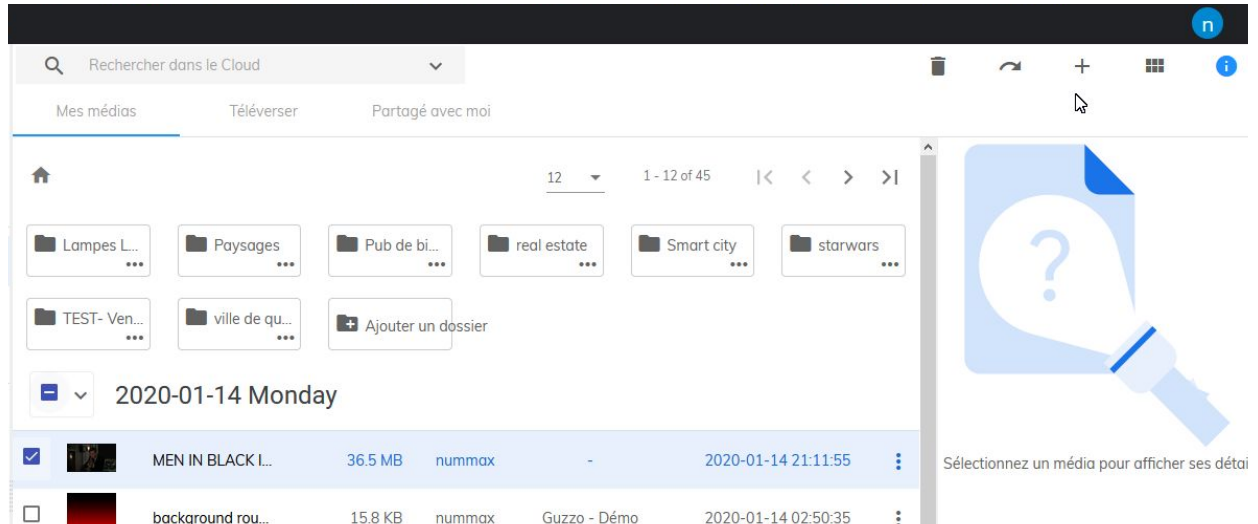 n
Rechercher dans le Cloud
Mes médias Téléverser Partagé avec moi
12 1 - 12 of 45
Lampes L... Paysages Pub de bi... real estate Smart city starwars
TEST- Ven... ville de qu... Ajouter un dossier
2020-01-14 Monday
MEN IN BLACK I... 36.5 MB nummax - 2020-01-14 21:11:55
Sélectionnez un média pour afficher ses détai
background rou... 15.8 KB nummax Guzzo - Démo 2020-01-14 02:50:35